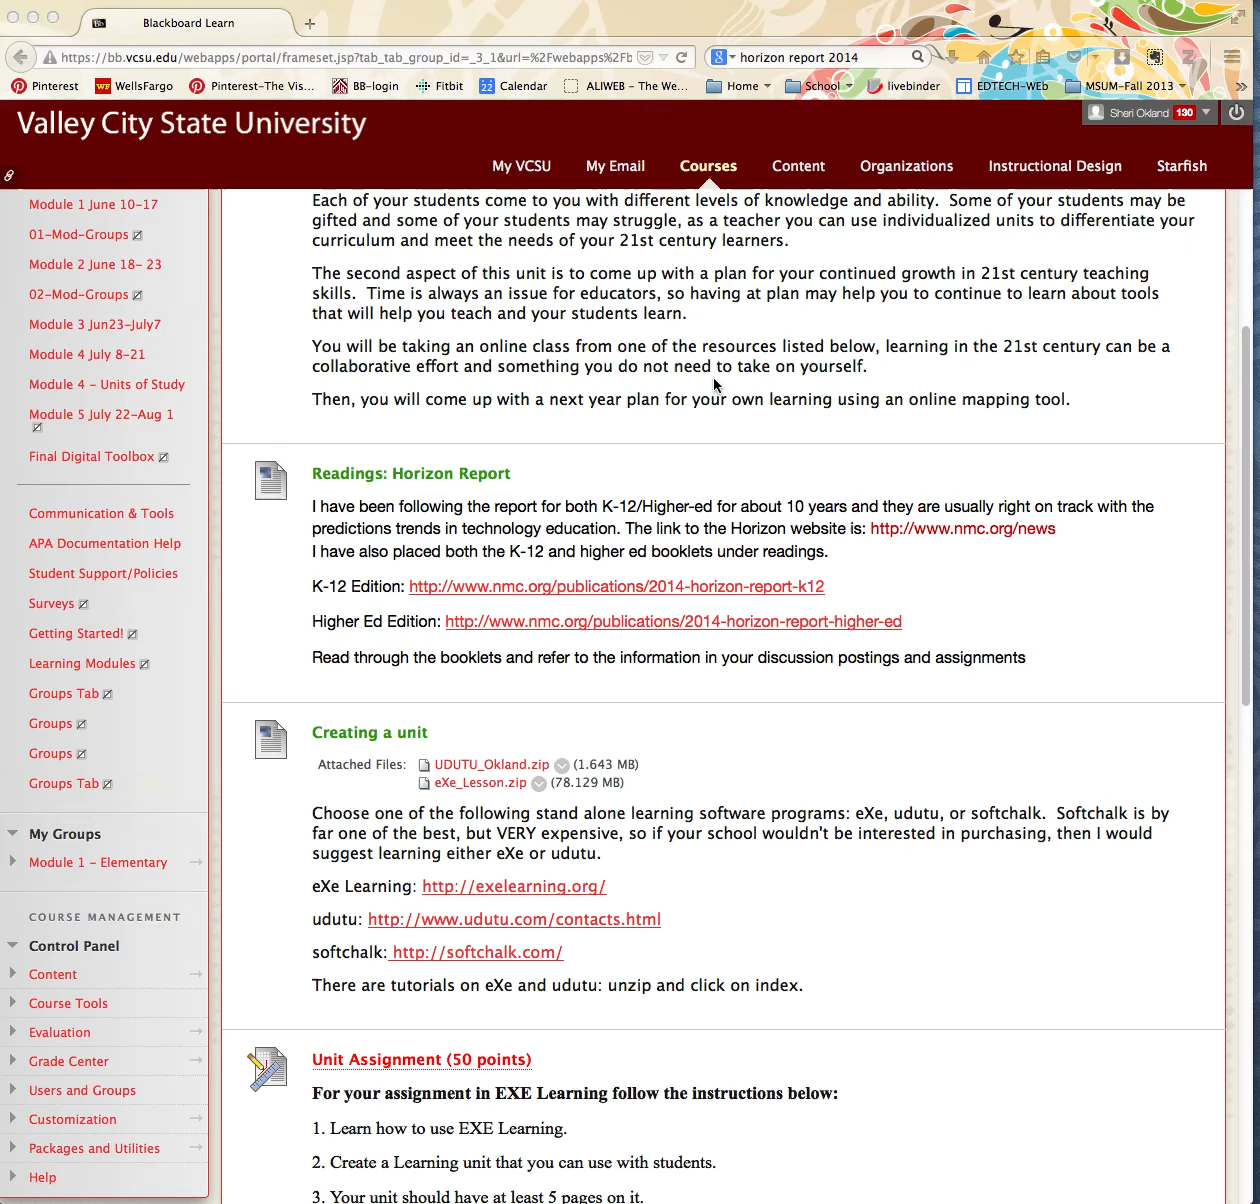 Blackboard Learn
https://bb.vcsu.edu/webapps/portal/frameset.jsp?tab_tab_group_id=_3_1&url=%2Fwebapps%2Fb
horizon report 2014
Pinterest
WellsFargo
Pinterest-The Vis...
BB-login
Fitbit
22 Calendar
ALIWEB - The We...
Home
School
livebinder
EDTECH-WEb
MSUM-Fall 2013
Valley City State University
Sheri Okland 130
My VCSU
My Email
Courses
Content
Organizations
Instructional Design
Starfish
Module 1 June 10-17
01-Mod-Groups
Module 2 June 18- 23
02-Mod-Groups
Module 3 Jun23-July7
Module 4 July 8-21
Module 4 - Units of Study
Module 5 July 22-Aug 1
Final Digital Toolbox
Communication & Tools
APA Documentation Help
Student Support/Policies
Surveys
Getting Started!
Learning Modules
Groups Tab
Groups
Groups
Groups Tab
My Groups
Module 1 - Elementary
COURSE MANAGEMENT
Control Panel
Content
Course Tools
Evaluation
Grade Center
Users and Groups
Customization
Packages and Utilities
Help
Each of your students come to you with different levels of knowledge and ability. Some of your students may be
gifted and some of your students may struggle, as a teacher you can use individualized units to differentiate your
curriculum and meet the needs of your 21st century learners.
The second aspect of this unit is to come up with a plan for your continued growth in 21st century teaching
skills. Time is always an issue for educators, so having at plan may help you to continue to learn about tools
that will help you teach and your students learn.
You will be taking an online class from one of the resources listed below, learning in the 21st century can be a
collaborative effort and something you do not need to take on yourself.
Then, you will come up with a next year plan for your own learning using an online mapping tool.
Readings: Horizon Report
I have been following the report for both K-12/Higher-ed for about 10 years and they are usually right on track with the
predictions trends in technology education. The link to the Horizon website is: http://www.nmc.org/news
I have also placed both the K-12 and higher ed booklets under readings.
K-12 Edition: http://www.nmc.org/publications/2014-horizon-report-k12
Higher Ed Edition: http://www.nmc.org/publications/2014-horizon-report-higher-ed
Read through the booklets and refer to the information in your discussion postings and assignments
Creating a unit
Attached Files: UDUTU_Okland.zip (1.643 MB)
eXe_Lesson.zip (78.129 MB)
Choose one of the following stand alone learning software programs: eXe, udutu, or softchalk. Softchalk is by
far one of the best, but VERY expensive, so if your school wouldn't be interested in purchasing, then I would
suggest learning either eXe or udutu.
eXe Learning: http://exelearning.org/
udutu: http://www.udutu.com/contacts.html
softchalk: http://softchalk.com/
There are tutorials on eXe and udutu: unzip and click on index.
Unit Assignment (50 points)
For your assignment in EXE Learning follow the instructions below:
1. Learn how to use EXE Learning.
2. Create a Learning unit that you can use with students.
3. Your unit should have at least 5 pages on it.